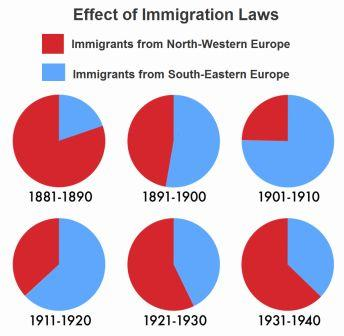 Effect of Immigration Laws
Immigrants from North-Western Europe
Immigrants from South-Eastern Europe
1881-1890
1891-1900
1901-1910
1911-1920
1921-1930
1931-1940